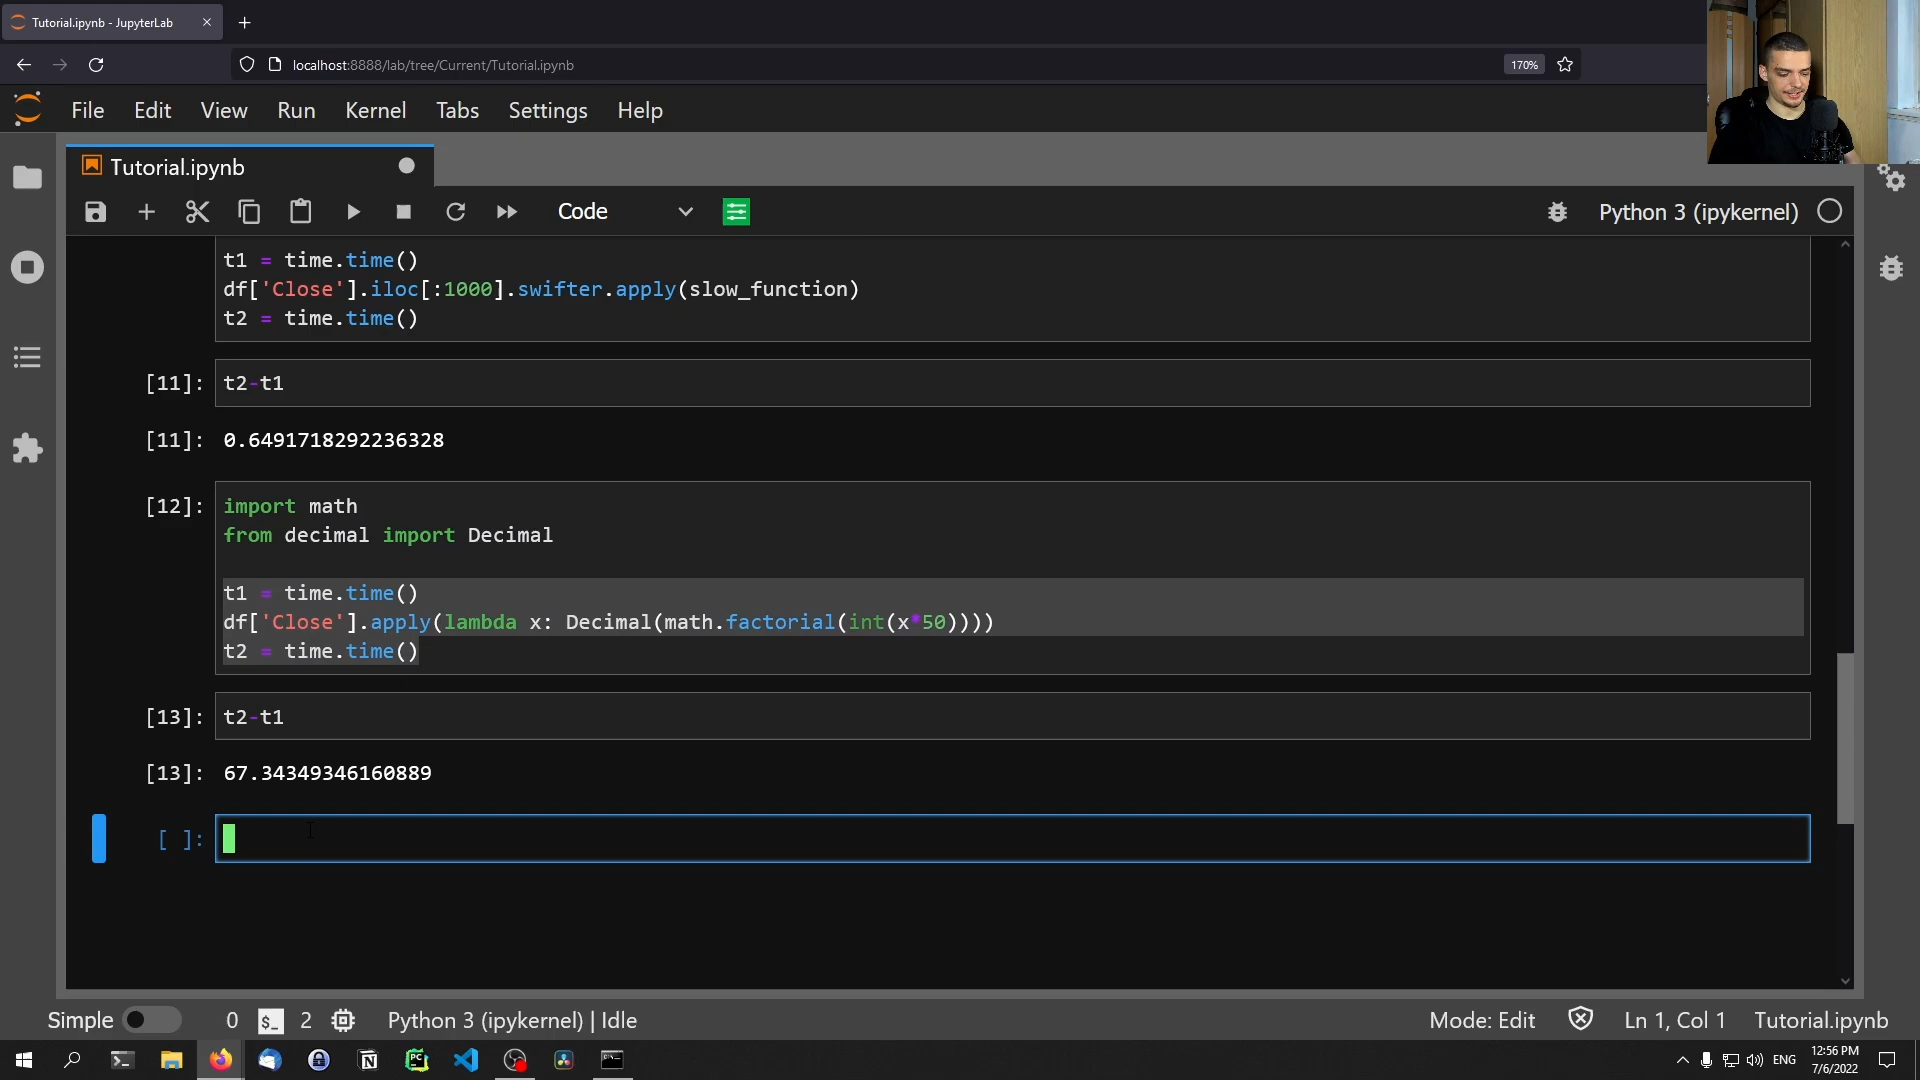 Tutorial.ipynb - JupyterLab
localhost:8888/lab/tree/Current/Tutorial.ipynb
170%
File Edit View Run Kernel Tabs Settings Help
Tutorial.ipynb
Code
Python 3 (ipykernel)
t1 = time.time()
df['Close'].iloc[:1000].swifter.apply(slow_function)
t2 = time.time()
[11]: t2-t1
[11]: 0.6491718292236328
[12]: import math
from decimal import Decimal
t1 = time.time()
df['Close'].apply(lambda x: Decimal(math.factorial(int(x*50))))
t2 = time.time()
[13]: t2-t1
[13]: 67.34349346160889
[ ]:
Simple 0 $_ 2 Python 3 (ipykernel) | Idle Mode: Edit Ln 1, Col 1 Tutorial.ipynb
ENG 12:56 PM
7/6/2022